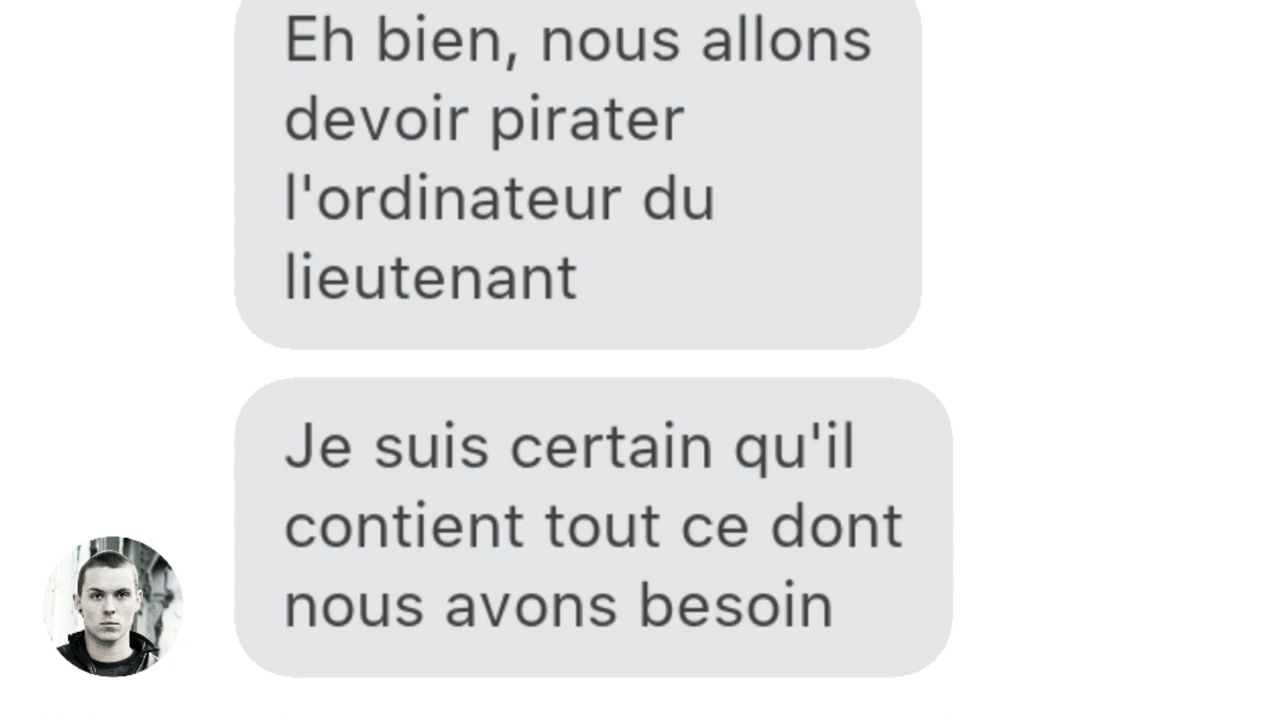 Eh bien, nous allons
devoir pirater
l'ordinateur du
lieutenant
Je suis certain qu'il
contient tout ce dont
nous avons besoin